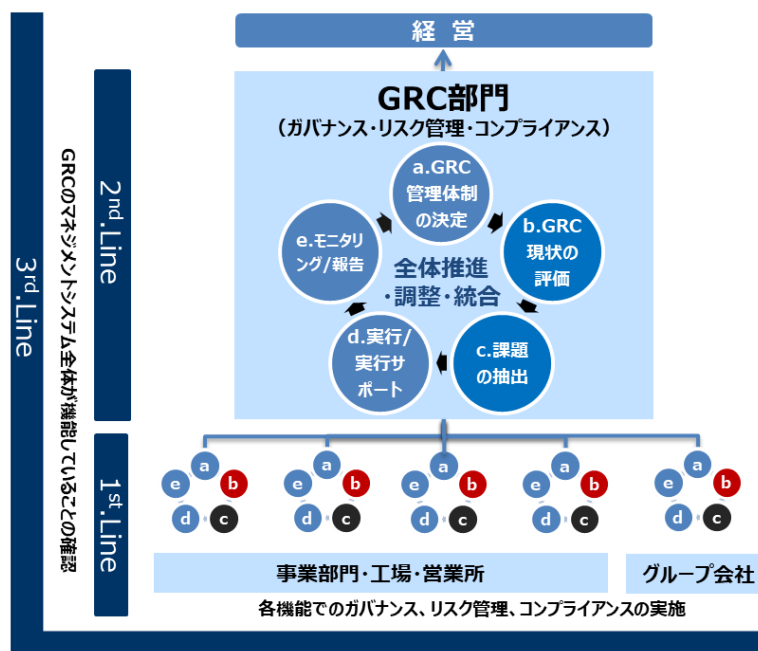 経 営
GRC部門
(ガバナンス・リスク管理・コンプライアンス)
a.GRC
管理体制
の決定
b.GRC
現状の
評価
c.課題
の抽出
d.実行/
実行サ
ポート
e.モニタリ
ング/報告
全体推進
・調整・統合
3rd.Line
GRCのマネジメントシステム全体が機能していることの確認
2nd.Line
1st.Line
a
b
c
d
e
a
b
c
d
e
a
b
c
d
e
a
b
c
d
e
a
b
c
d
e
事業部門・工場・営業所
グループ会社
各機能でのガバナンス、リスク管理、コンプライアンスの実施